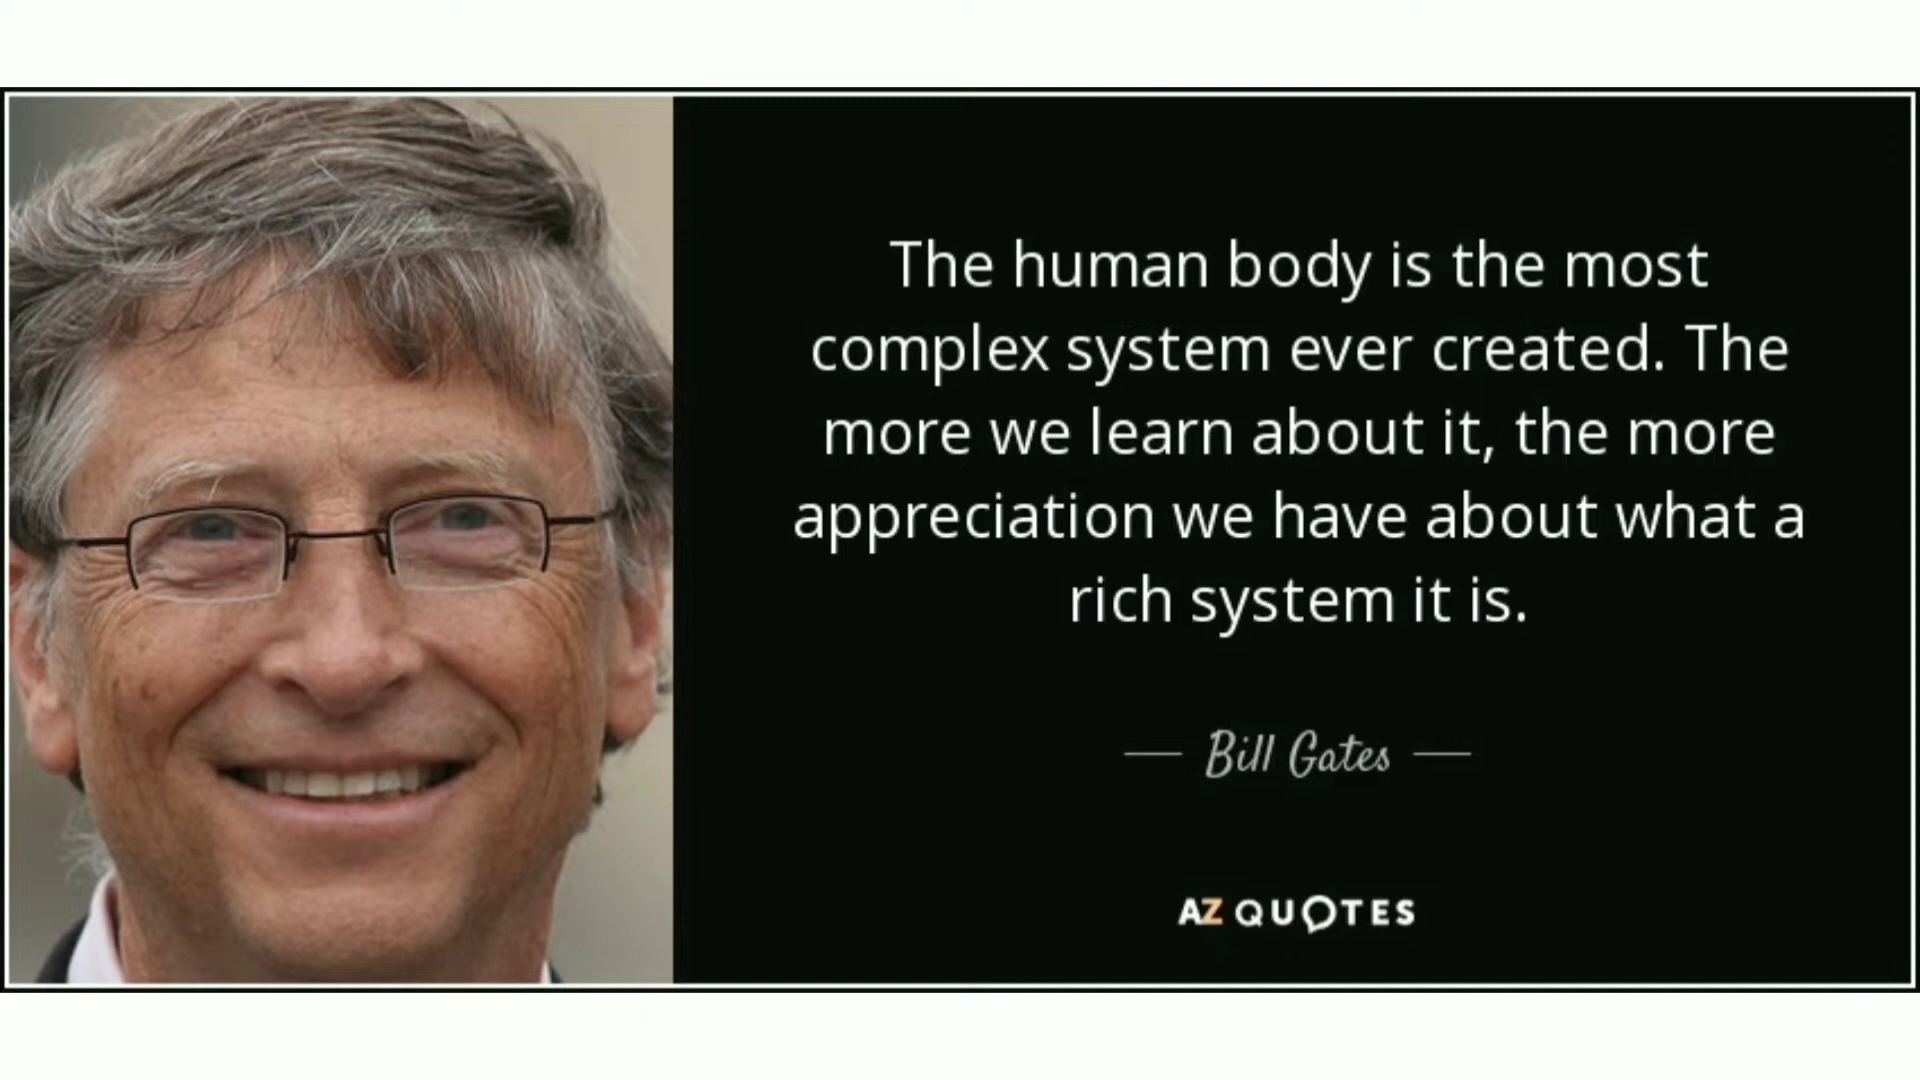 The human body is the most
complex system ever created. The
more we learn about it, the more
appreciation we have about what a
rich system it is.
Bill Gates
AZ QUOTES